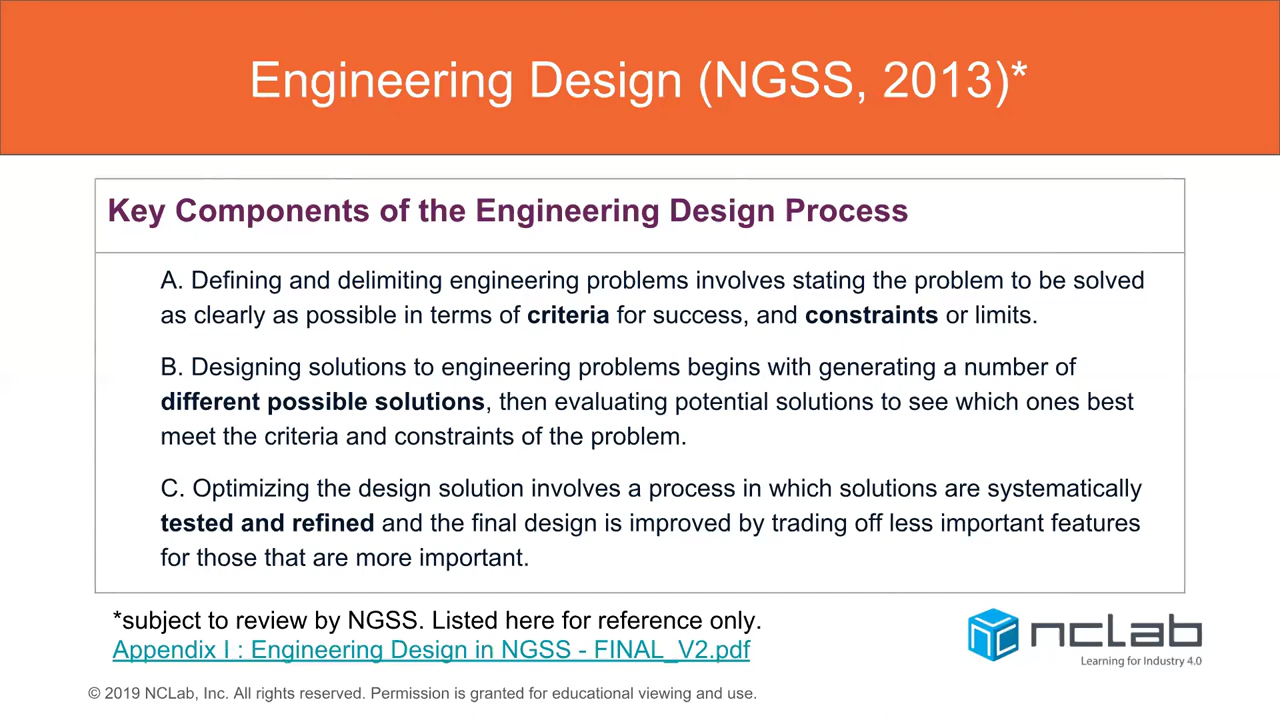 Engineering Design (NGSS, 2013)*
Key Components of the Engineering Design Process
A. Defining and delimiting engineering problems involves stating the problem to be solved
as clearly as possible in terms of criteria for success, and constraints or limits.
B. Designing solutions to engineering problems begins with generating a number of
different possible solutions, then evaluating potential solutions to see which ones best
meet the criteria and constraints of the problem.
C. Optimizing the design solution involves a process in which solutions are systematically
tested and refined and the final design is improved by trading off less important features
for those that are more important.
*subject to review by NGSS. Listed here for reference only.
Appendix I : Engineering Design in NGSS - FINAL_V2.pdf
nclab
Learning for Industry 4.0
© 2019 NCLab, Inc. All rights reserved. Permission is granted for educational viewing and use.